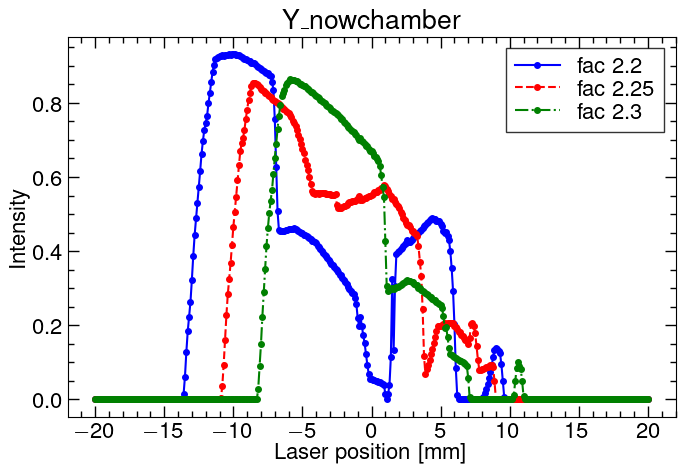 Y_nowchamber
fac 2.2
fac 2.25
fac 2.3
Intensity
0.8
0.6
0.4
0.2
0.0
−20 −15 −10 −5 0 5 10 15 20
Laser position [mm]